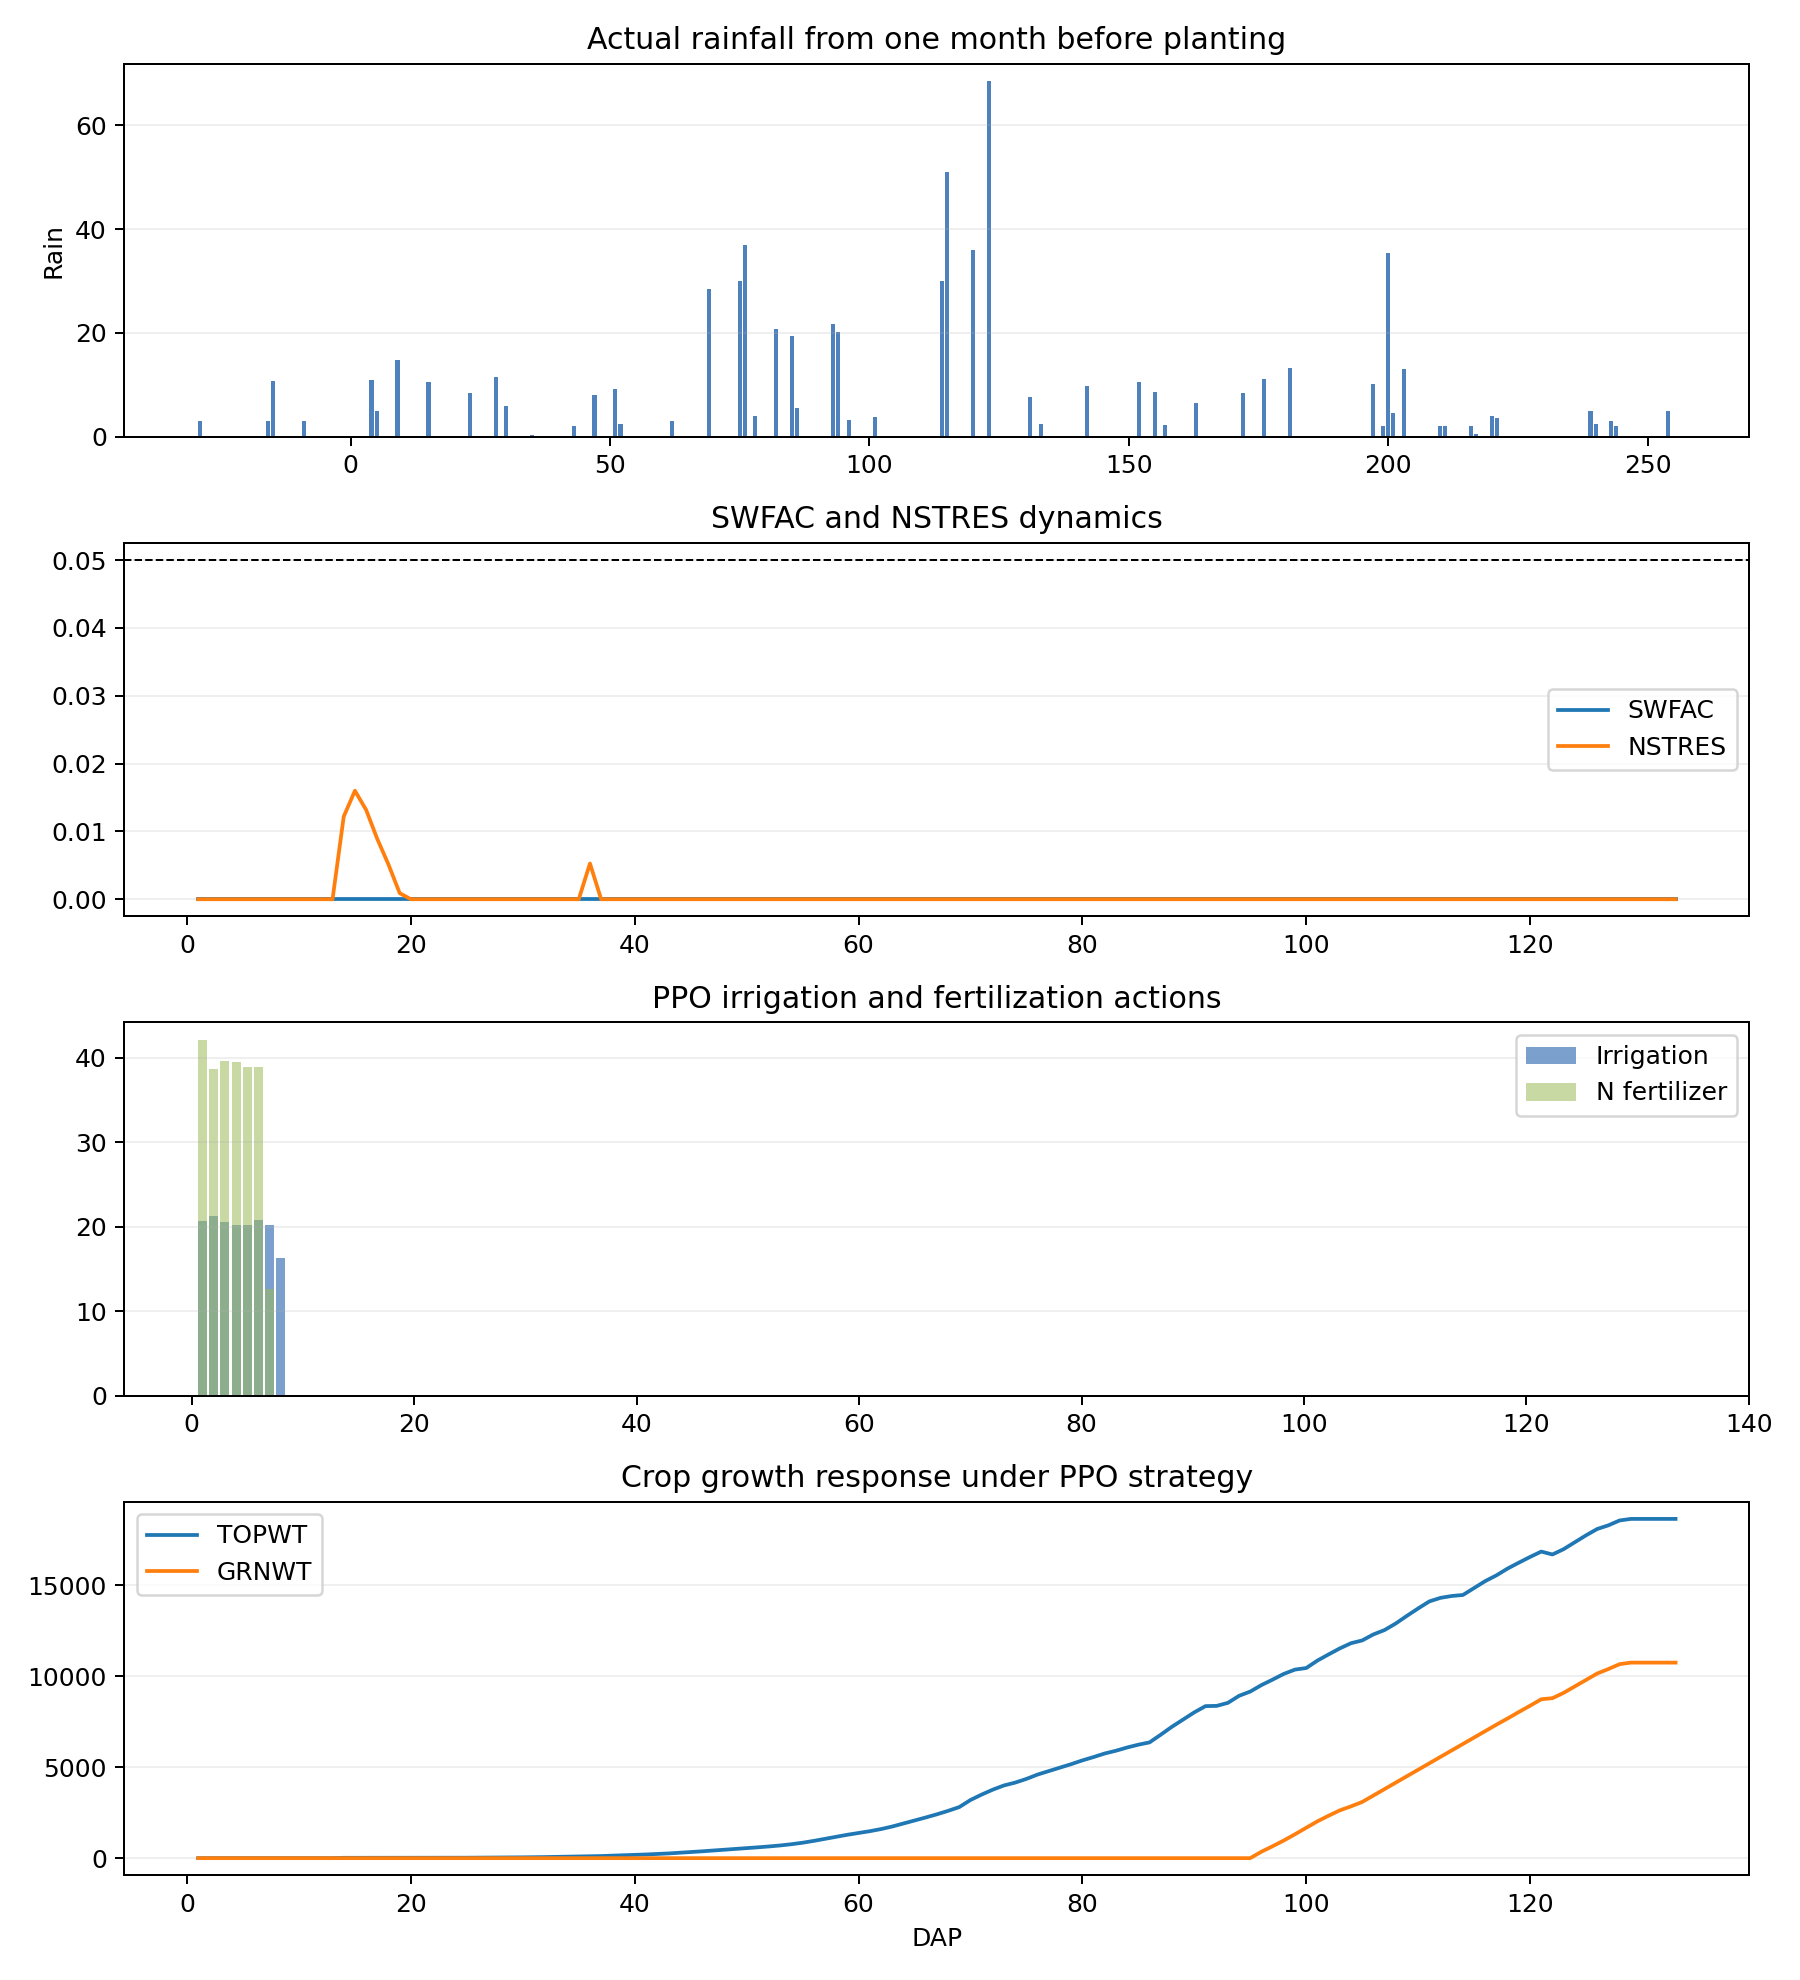 Actual rainfall from one month before planting
Rain
60
40
20
0
0 50 100 150 200 250
SWFAC and NSTRES dynamics
0.05
0.04
0.03
0.02
0.01
0.00
SWFAC
NSTRES
0 20 40 60 80 100 120
PPO irrigation and fertilization actions
40
30
20
10
0
Irrigation
N fertilizer
0 20 40 60 80 100 120 140
Crop growth response under PPO strategy
TOPWT
GRNWT
15000
10000
5000
0
0 20 40 60 80 100 120
DAP